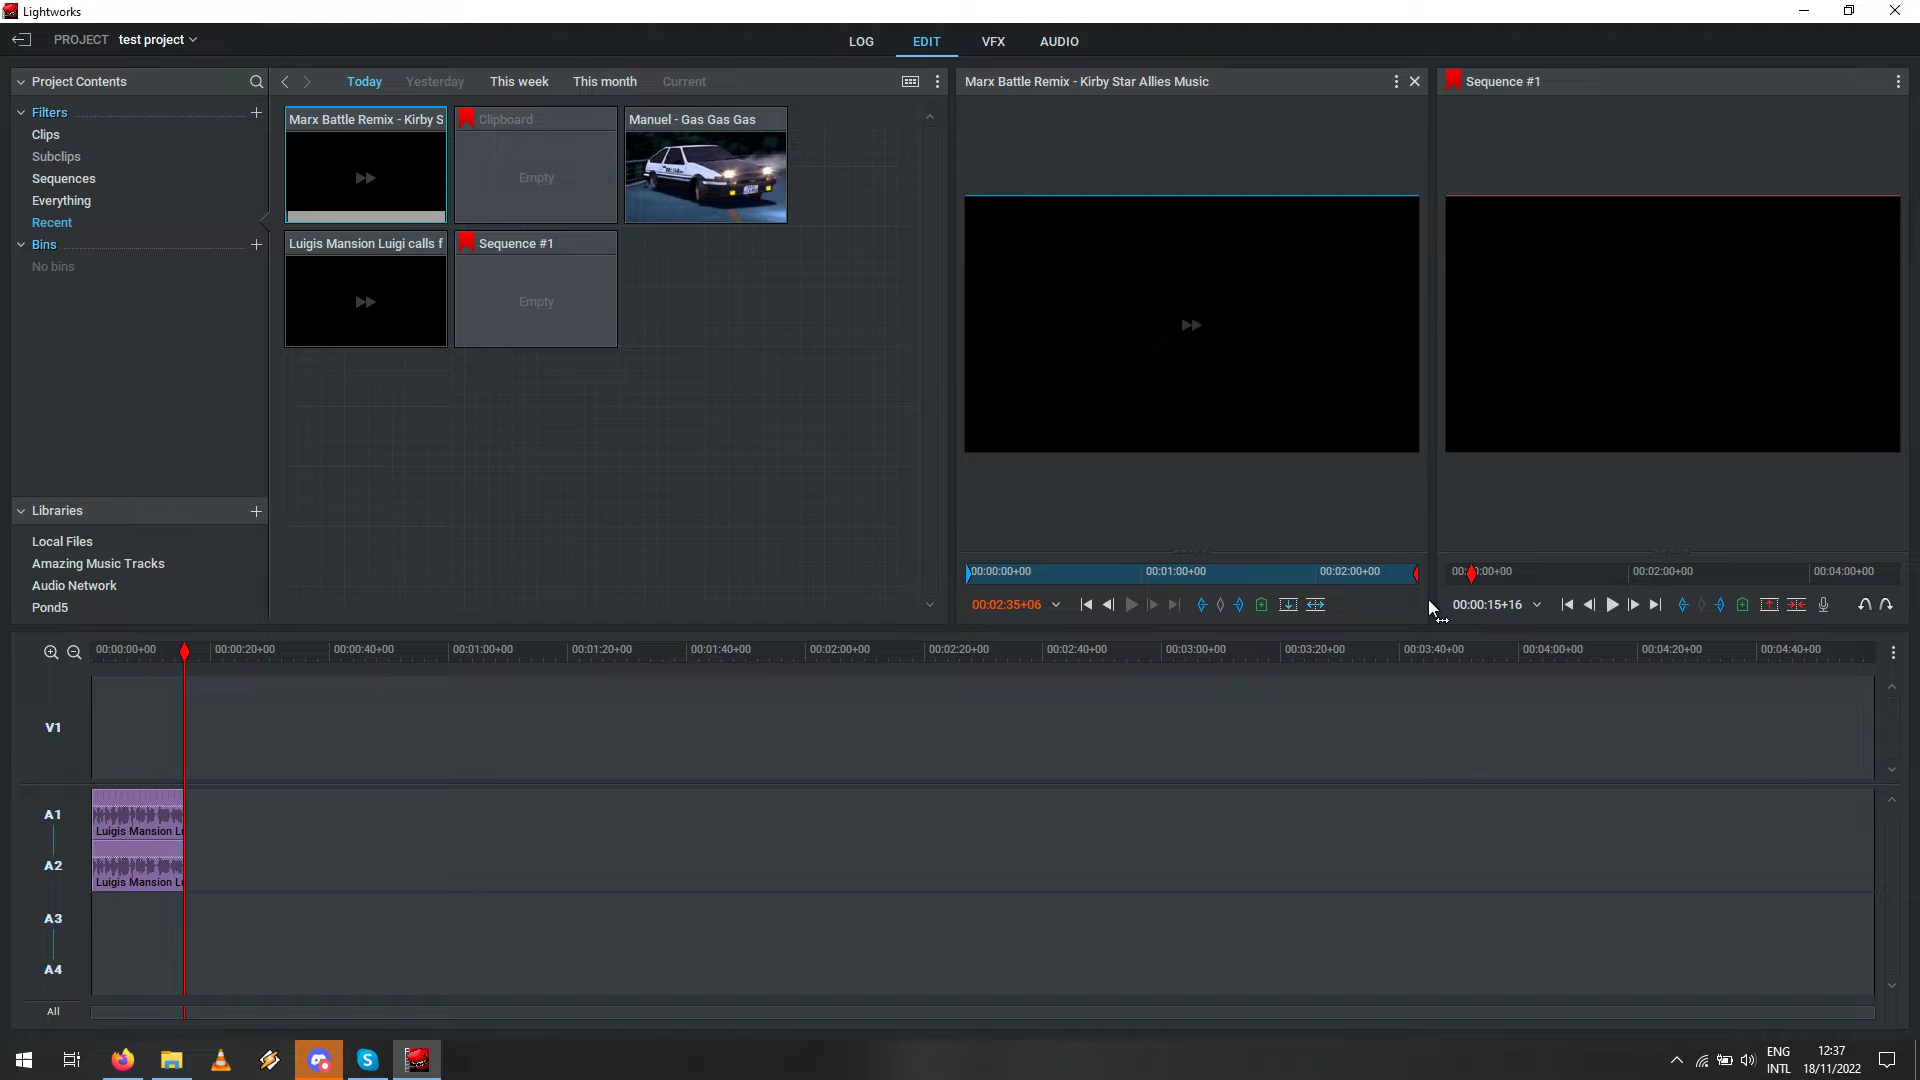 Lightworks
PROJECT test project
LOG EDIT VFX AUDIO
Project Contents
Today Yesterday This week This month Current
Marx Battle Remix - Kirby Star Allies Music
Sequence #1
Filters
Clips
Subclips
Sequences
Everything
Recent
Bins
No bins
Marx Battle Remix - Kirby S
Clipboard
Empty
Manuel - Gas Gas Gas
Luigis Mansion Luigi calls f
Sequence #1
Empty
Libraries
Local Files
Amazing Music Tracks
Audio Network
Pond5
00:00:00+00 00:01:00+00 00:02:00+00
00:02:35+06
00: 0:00+00 00:02:00+00 00:04:00+00
00:00:15+16
00:00:00+00 00:00:20+00 00:00:40+00 00:01:00+00 00:01:20+00 00:01:40+00 00:02:00+00 00:02:20+00 00:02:40+00 00:03:00+00 00:03:20+00 00:03:40+00 00:04:00+00 00:04:20+00 00:04:40+00
V1
A1
Luigis Mansion Lu
A2
Luigis Mansion Lu
A3
A4
All
ENG
INTL
12:37
18/11/2022